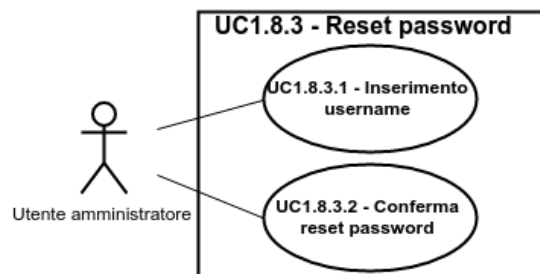 UC1.8.3 - Reset password
UC1.8.3.1 - Inserimento
username
Utente amministratore
UC1.8.3.2 - Conferma
reset password